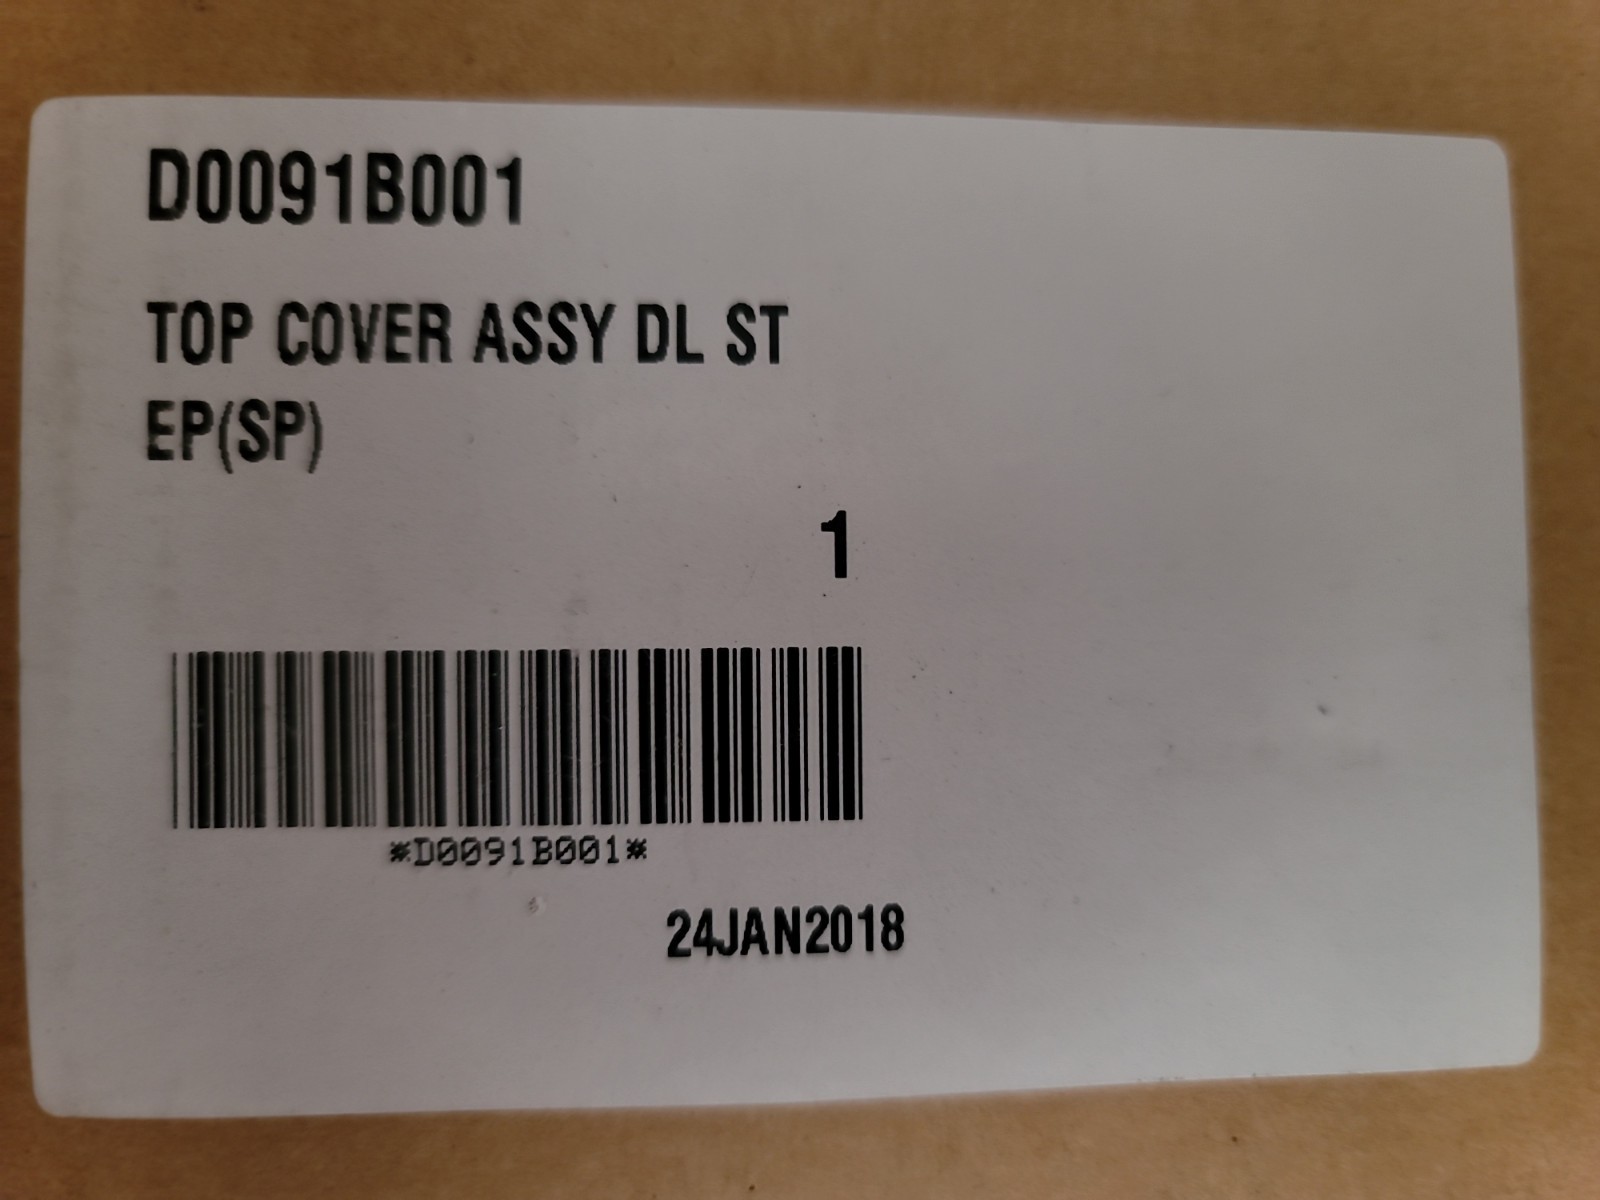 D0091B001
TOP COVER ASSY DL ST
EP(SP)
1
*D0091B001*
24JAN2018